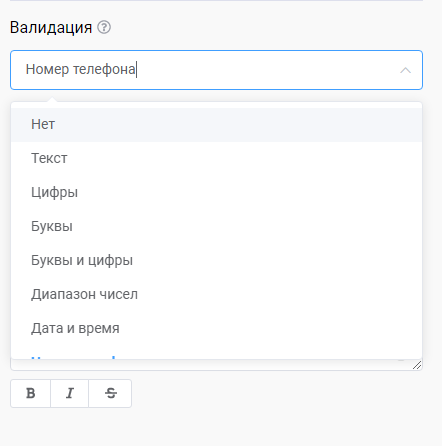 Валидация
Номер телефона
Нет
Текст
Цифры
Буквы
Буквы и цифры
Диапазон чисел
Дата и время
B I S